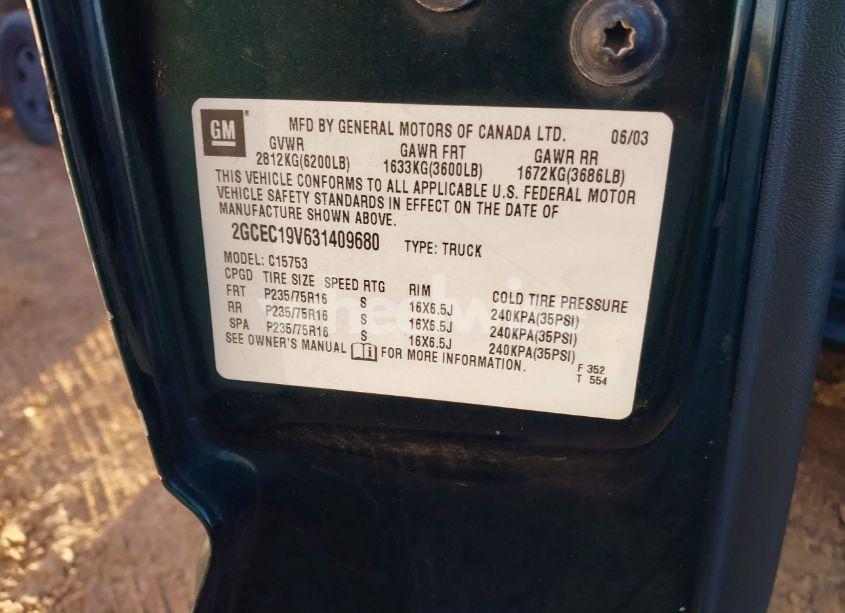 GM ® MFD BY GENERAL MOTORS OF CANADA LTD. 06/03
GVWR GAWR FRT GAWR RR
2812KG(6200LB) 1633KG(3600LB) 1672KG(3686LB)
THIS VEHICLE CONFORMS TO ALL APPLICABLE U.S. FEDERAL MOTOR
VEHICLE SAFETY STANDARDS IN EFFECT ON THE DATE OF
MANUFACTURE SHOWN ABOVE.
2GCEC19V631409680 TYPE: TRUCK
MODEL: C15753
CPGD TIRE SIZE SPEED RTG RIM COLD TIRE PRESSURE
FRT P235/75R16 S 16X6.5J 240KPA(35PSI)
RR P235/75R16 S 16X6.5J 240KPA(35PSI)
SPA P235/75R16 S 16X6.5J 240KPA(35PSI)
SEE OWNER'S MANUAL FOR MORE INFORMATION.
F 352
T 554